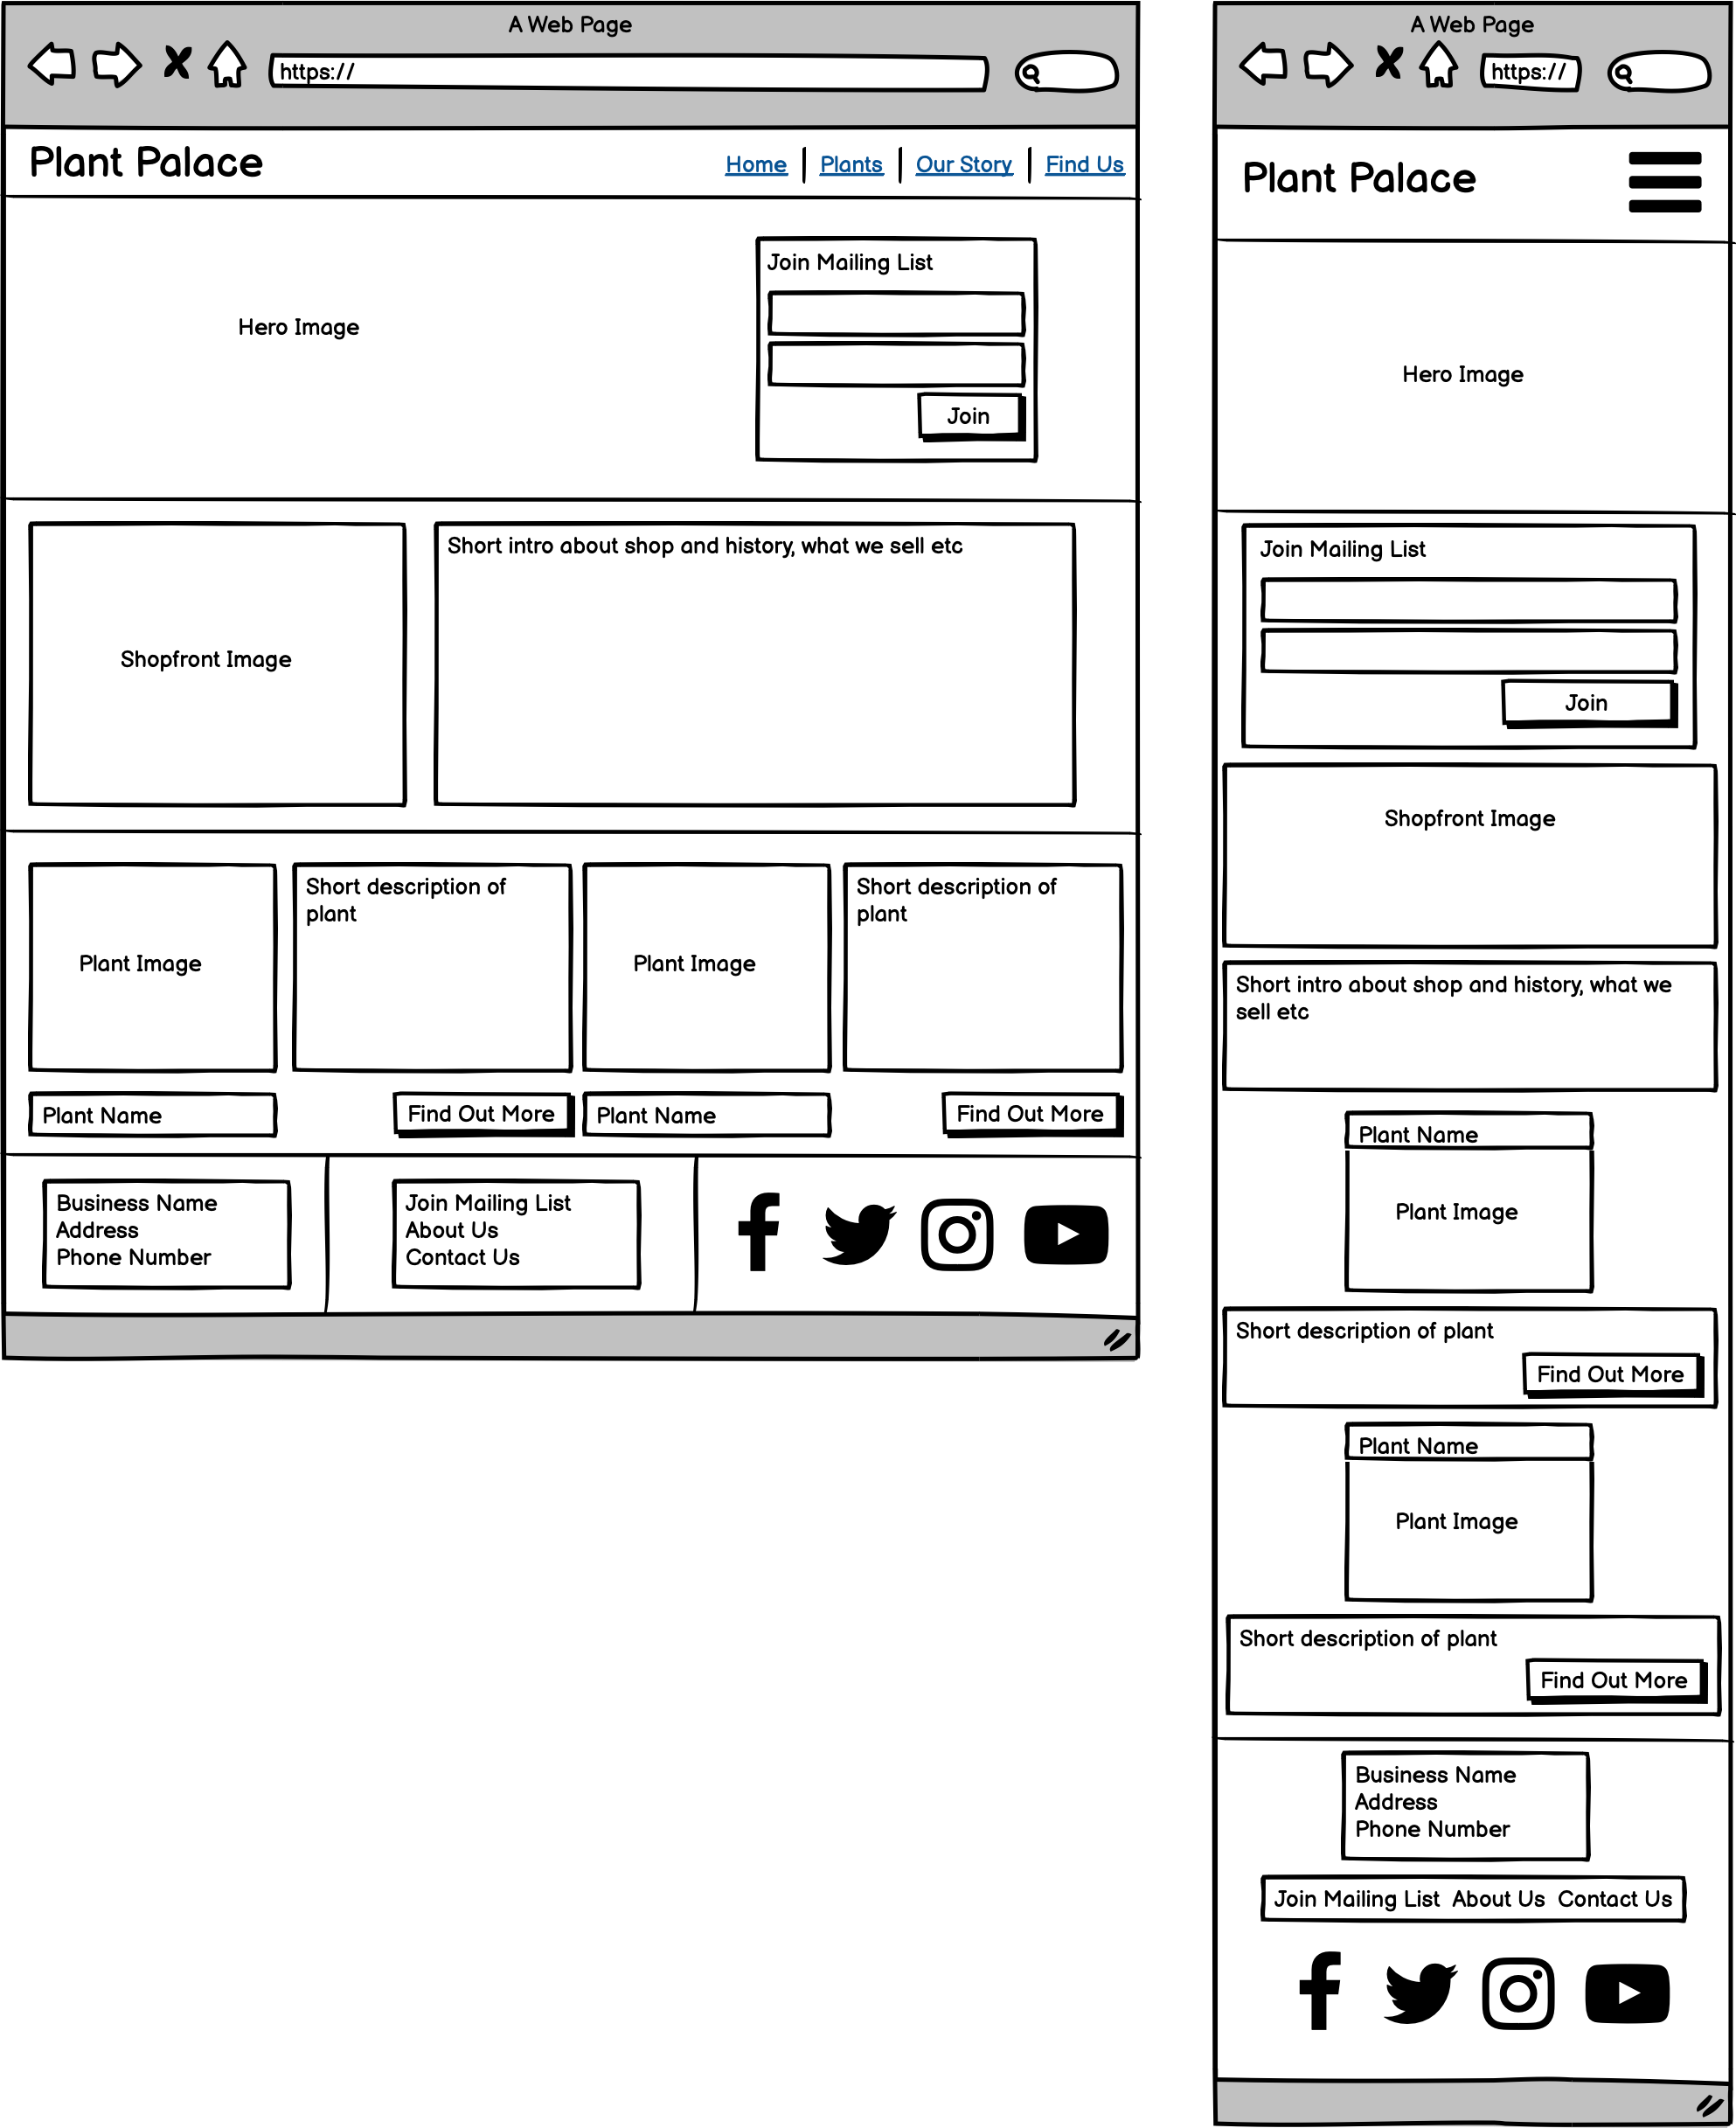 A Web Page
https://
Plant Palace
Home Plants Our Story Find Us
Hero Image
Join Mailing List
Join
Shopfront Image
Short intro about shop and history, what we sell etc
Plant Image
Short description of
plant
Plant Image
Short description of
plant
Plant Name
Find Out More
Plant Name
Find Out More
Business Name
Address
Phone Number
Join Mailing List
About Us
Contact Us
A Web Page
https://
Plant Palace
Hero Image
Join Mailing List
Join
Shopfront Image
Short intro about shop and history, what we
sell etc
Plant Name
Plant Image
Short description of plant
Find Out More
Plant Name
Plant Image
Short description of plant
Find Out More
Business Name
Address
Phone Number
Join Mailing List About Us Contact Us